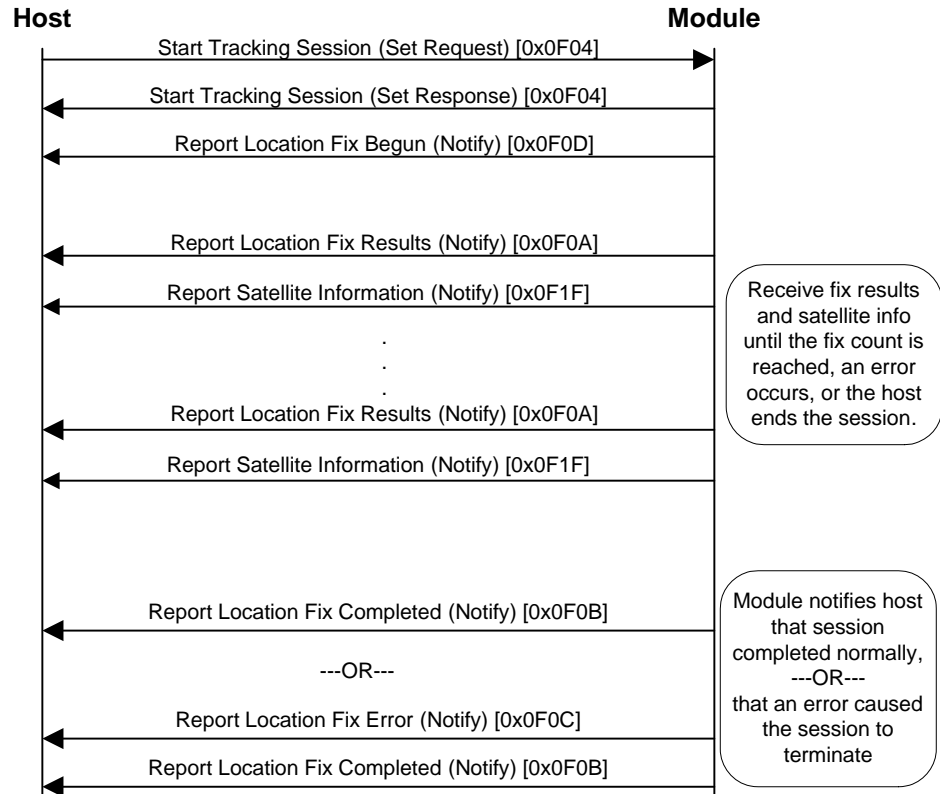 Host
Module
Start Tracking Session (Set Request) [0x0F04]
Start Tracking Session (Set Response) [0x0F04]
Report Location Fix Begun (Notify) [0x0F0D]
Report Location Fix Results (Notify) [0x0F0A]
Report Satellite Information (Notify) [0x0F1F]
.
.
.
Report Location Fix Results (Notify) [0x0F0A]
Report Satellite Information (Notify) [0x0F1F]
Receive fix results
and satellite info
until the fix count is
reached, an error
occurs, or the host
ends the session.
Report Location Fix Completed (Notify) [0x0F0B]
---OR---
Report Location Fix Error (Notify) [0x0F0C]
Report Location Fix Completed (Notify) [0x0F0B]
Module notifies host
that session
completed normally,
---OR---
that an error caused
the session to
terminate